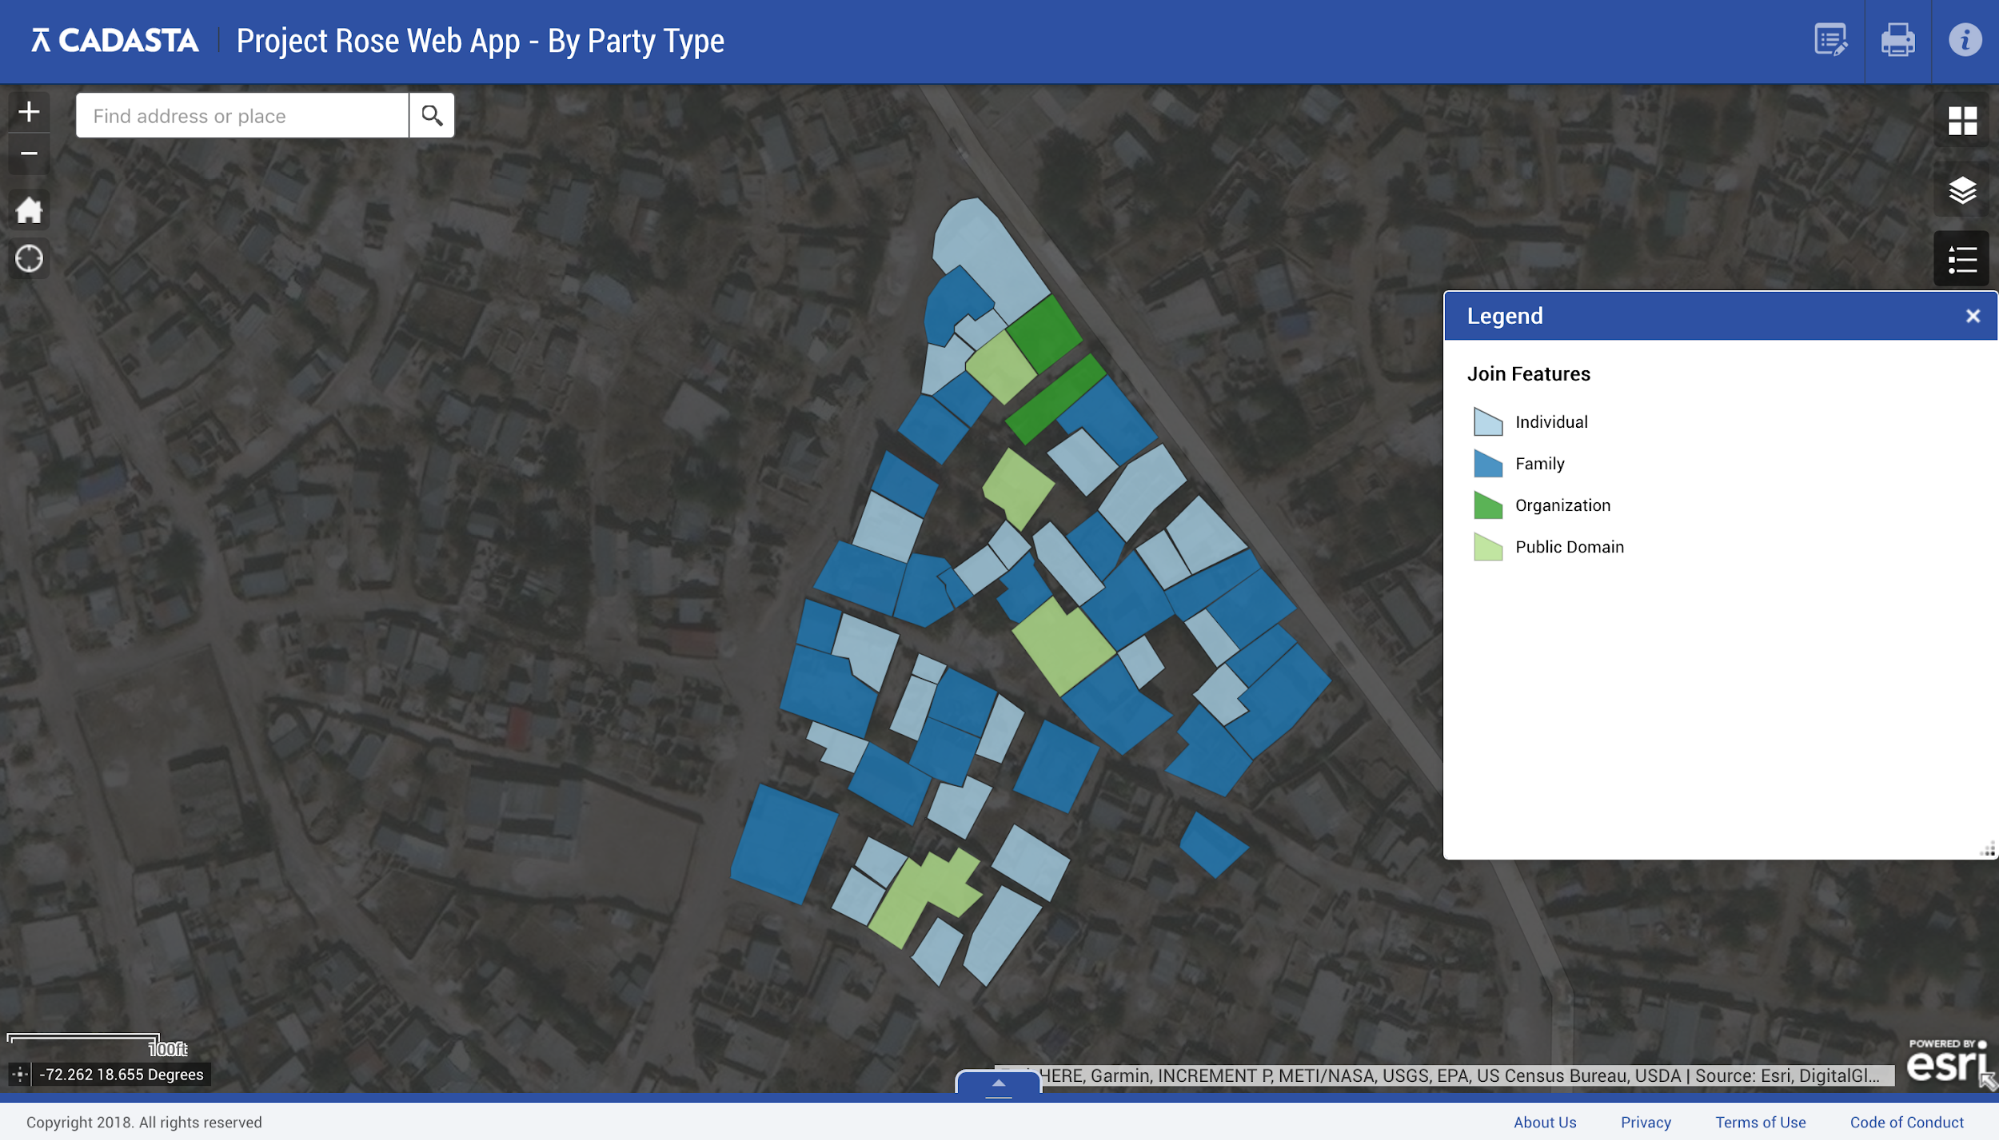 CADASTA
Project Rose Web App - By Party Type
Find address or place
Legend
Join Features
Individual
Family
Organization
Public Domain
100ft
-72.262 18.655 Degrees
HERE, Garmin, INCREMENT P, METI/NASA, USGS, EPA, US Census Bureau, USDA | Source: Esri, DigitalGl...
POWERED BY
esri
Copyright 2018. All rights reserved
About Us
Privacy
Terms of Use
Code of Conduct